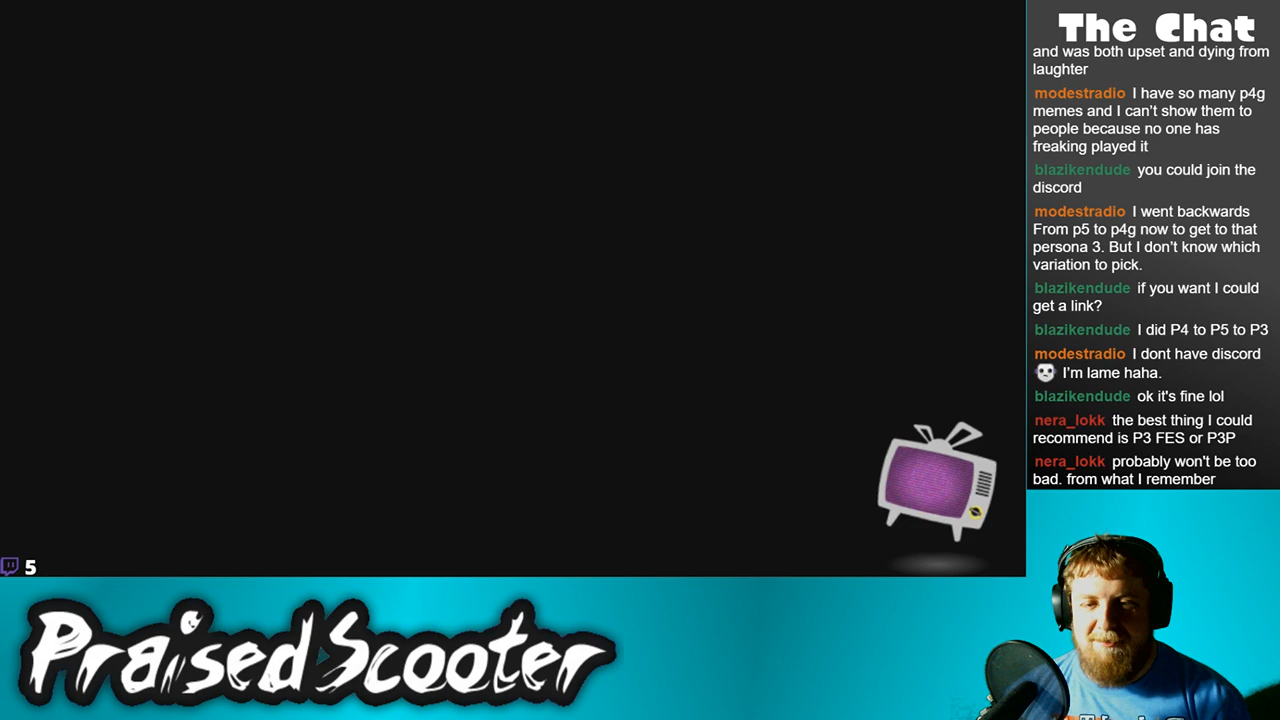 The Chat
and was both upset and dying from
laughter
modestradio I have so many p4g
memes and I can't show them to
people because no one has
freaking played it
blazikendude you could join the
discord
modestradio I went backwards
From p5 to p4g now to get to that
persona 3. But I don't know which
variation to pick.
blazikendude if you want I could
get a link?
blazikendude I did P4 to P5 to P3
modestradio I dont have discord
I'm lame haha.
blazikendude ok it's fine lol
nera_lokk the best thing I could
recommend is P3 FES or P3P
nera_lokk probably won't be too
bad. from what I remember
5
PraisedScooter